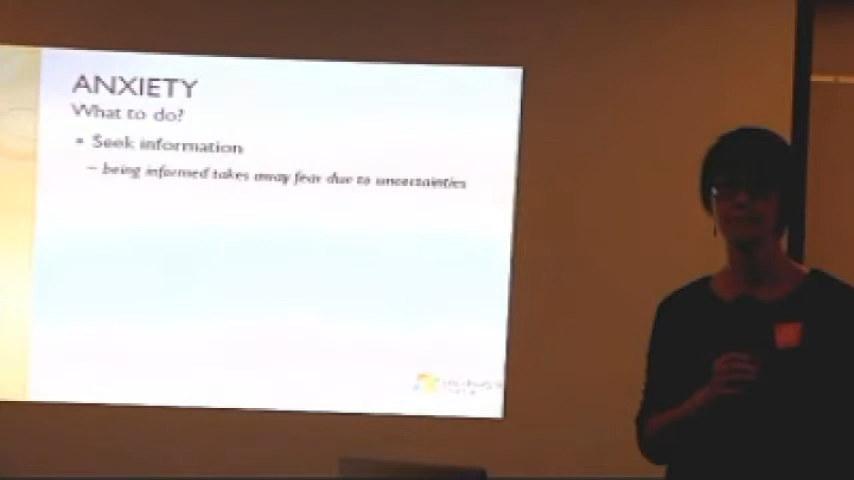 ANXIETY
What to do?
• Seek information
– being informed takes away fear due to uncertainties